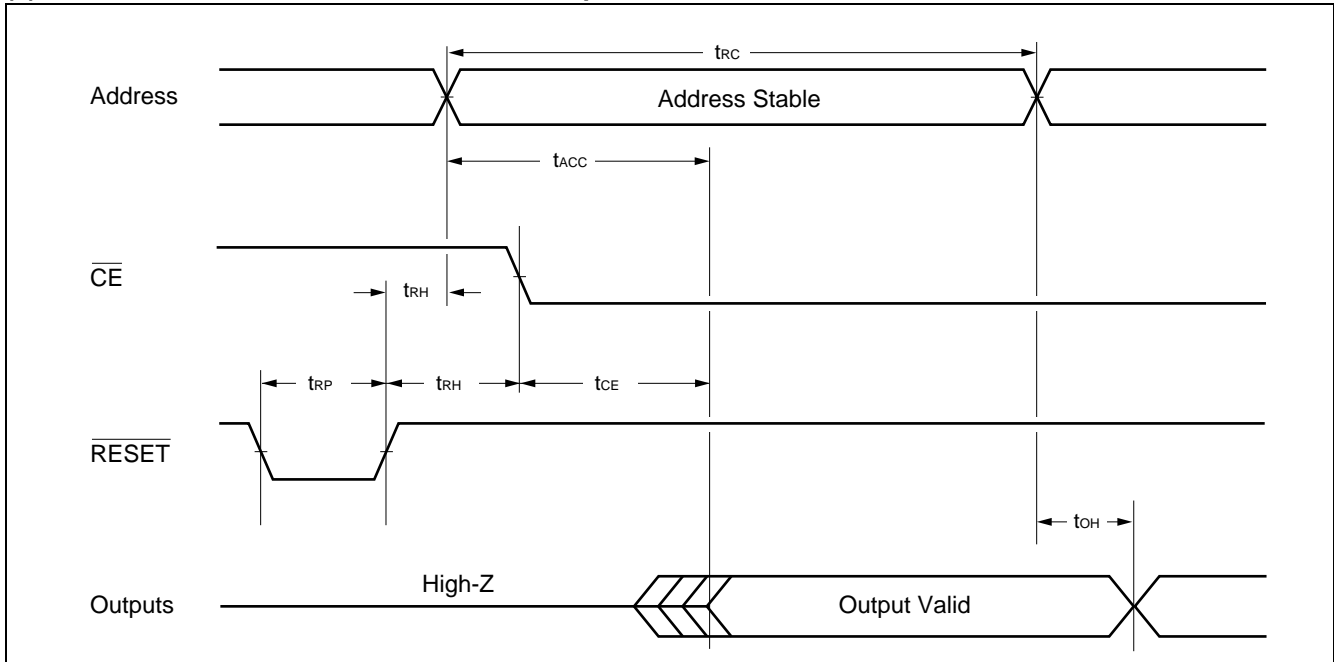 tRC
Address
Address Stable
tACC
CE
tRH
tRP
tRH
tCE
RESET
tOH
High-Z
Outputs
Output Valid